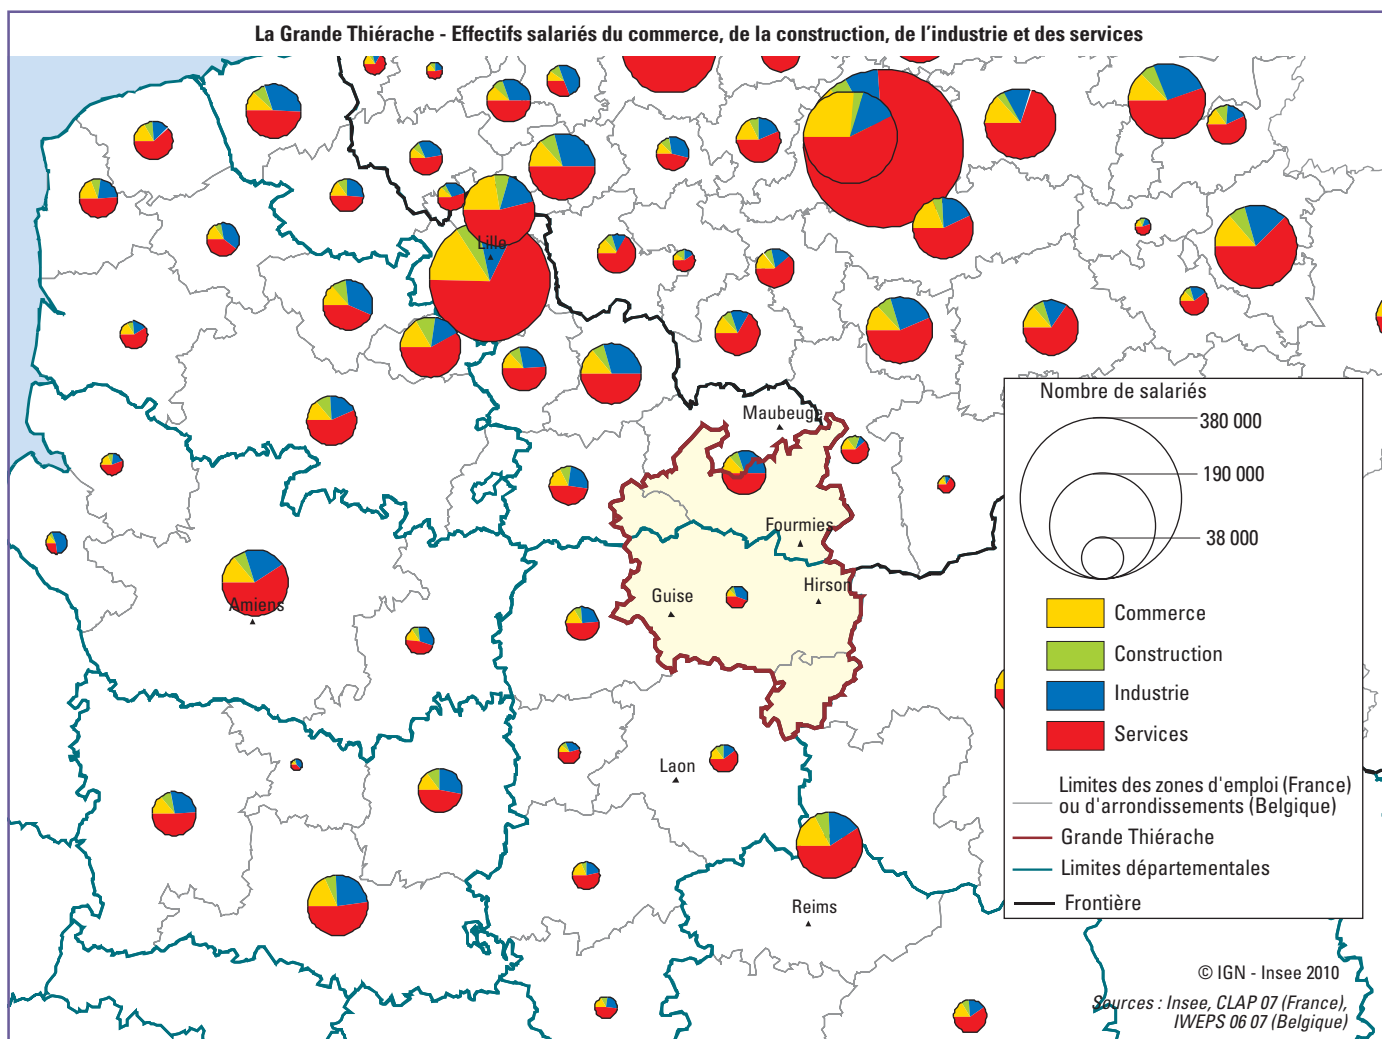 La Grande Thiérache - Effectifs salariés du commerce, de la construction, de l'industrie et des services
Lille
Maubeuge
Fourmies
Hirson
Guise
Amiens
Laon
Reims
Nombre de salariés
380 000
190 000
38 000
Commerce
Construction
Industrie
Services
Limites des zones d'emploi (France)
ou d'arrondissements (Belgique)
Grande Thiérache
Limites départementales
Frontière
© IGN - Insee 2010
Sources : Insee, CLAP 07 (France),
IWEPS 06 07 (Belgique)